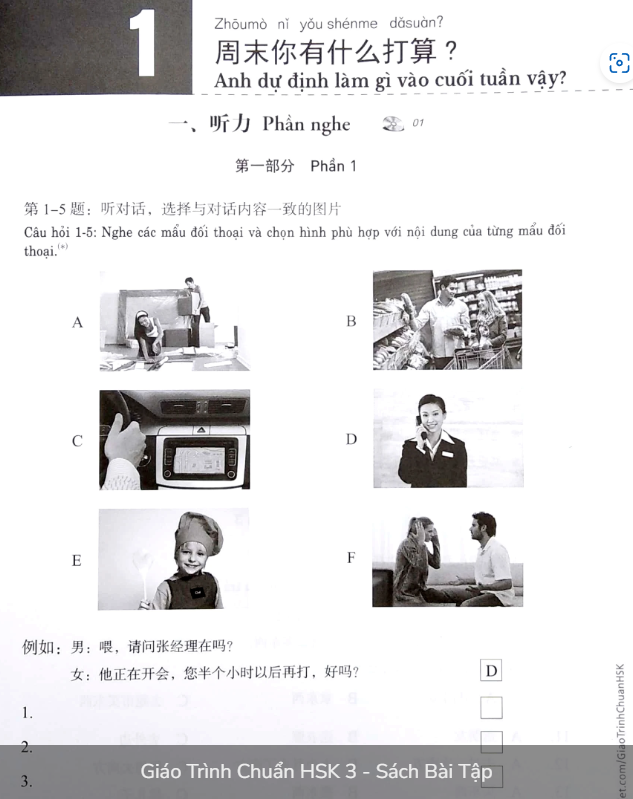 1
Zhōumò nǐ yǒu shénme dǎsuàn?
周末你有什么打算？
Anh dự định làm gì vào cuối tuần vậy?
一、听力 Phần nghe 01
第一部分 Phần 1
第1-5题：听对话，选择与对话内容一致的图片
Câu hỏi 1-5: Nghe các mẩu đối thoại và chọn hình phù hợp với nội dung của từng mẩu đối
thoại.(*)
A
B
C
D
E
F
例如：男：喂，请问张经理在吗？
女：他正在开会，您半个小时以后再打，好吗？ D
1.
2.
3.
Giáo Trình Chuẩn HSK 3 - Sách Bài Tập
et.com/GiaoTrinhChuanHSK